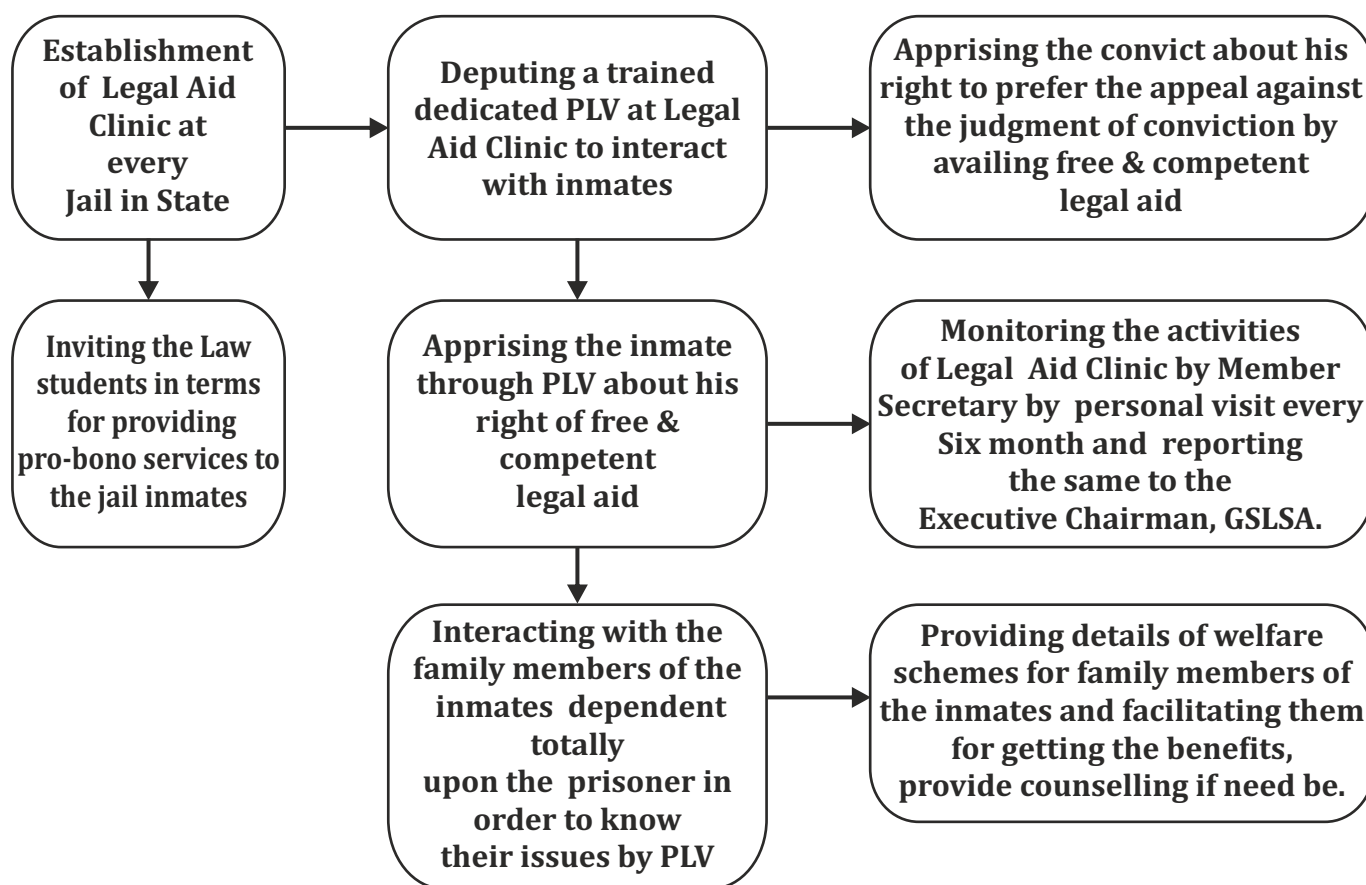 Establishment
of Legal Aid
Clinic at
every
Jail in State
Deputing a trained
dedicated PLV at Legal
Aid Clinic to interact
with inmates
Apprising the convict about his
right to prefer the appeal against
the judgment of conviction by
availing free & competent
legal aid
Inviting the Law
students in terms
for providing
pro-bono services to
the jail inmates
Apprising the inmate
through PLV about his
right of free &
competent
legal aid
Monitoring the activities
of Legal Aid Clinic by Member
Secretary by personal visit every
Six month and reporting
the same to the
Executive Chairman, GSLSA.
Interacting with the
family members of the
inmates dependent
totally
upon the prisoner in
order to know
their issues by PLV
Providing details of welfare
schemes for family members of
the inmates and facilitating them
for getting the benefits,
provide counselling if need be.